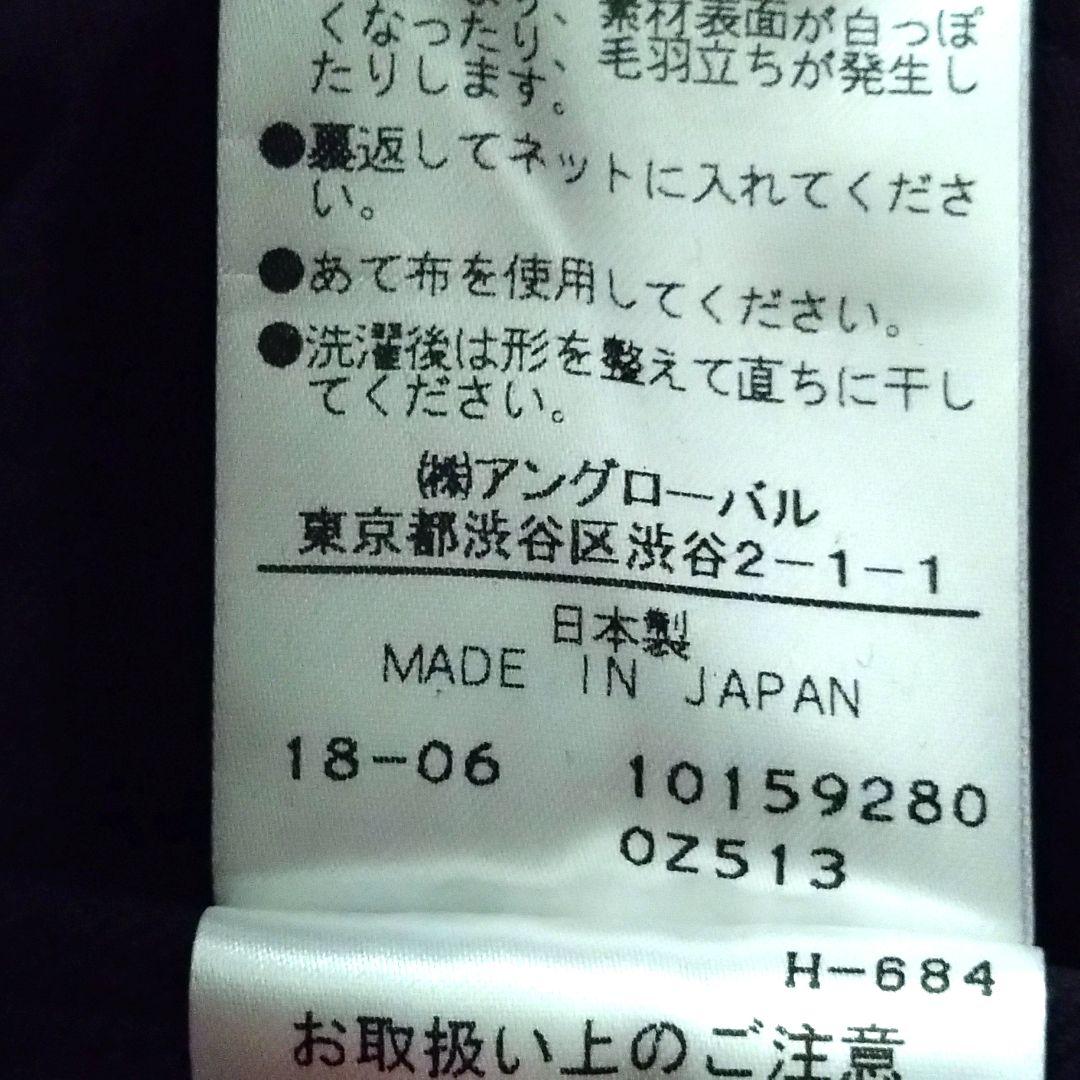 くなったり、素材表面が白っぽ
たりします。毛羽立ちが発生し
●裏返してネットに入れてくださ
い。
●あて布を使用してください。
●洗濯後は形を整えて直ちに干し
てください。
㈱アングローバル
東京都渋谷区渋谷2-1-1
日本製
MADE IN JAPAN
18-06 10159280
0Z513
H-684
お取扱い上のご注意